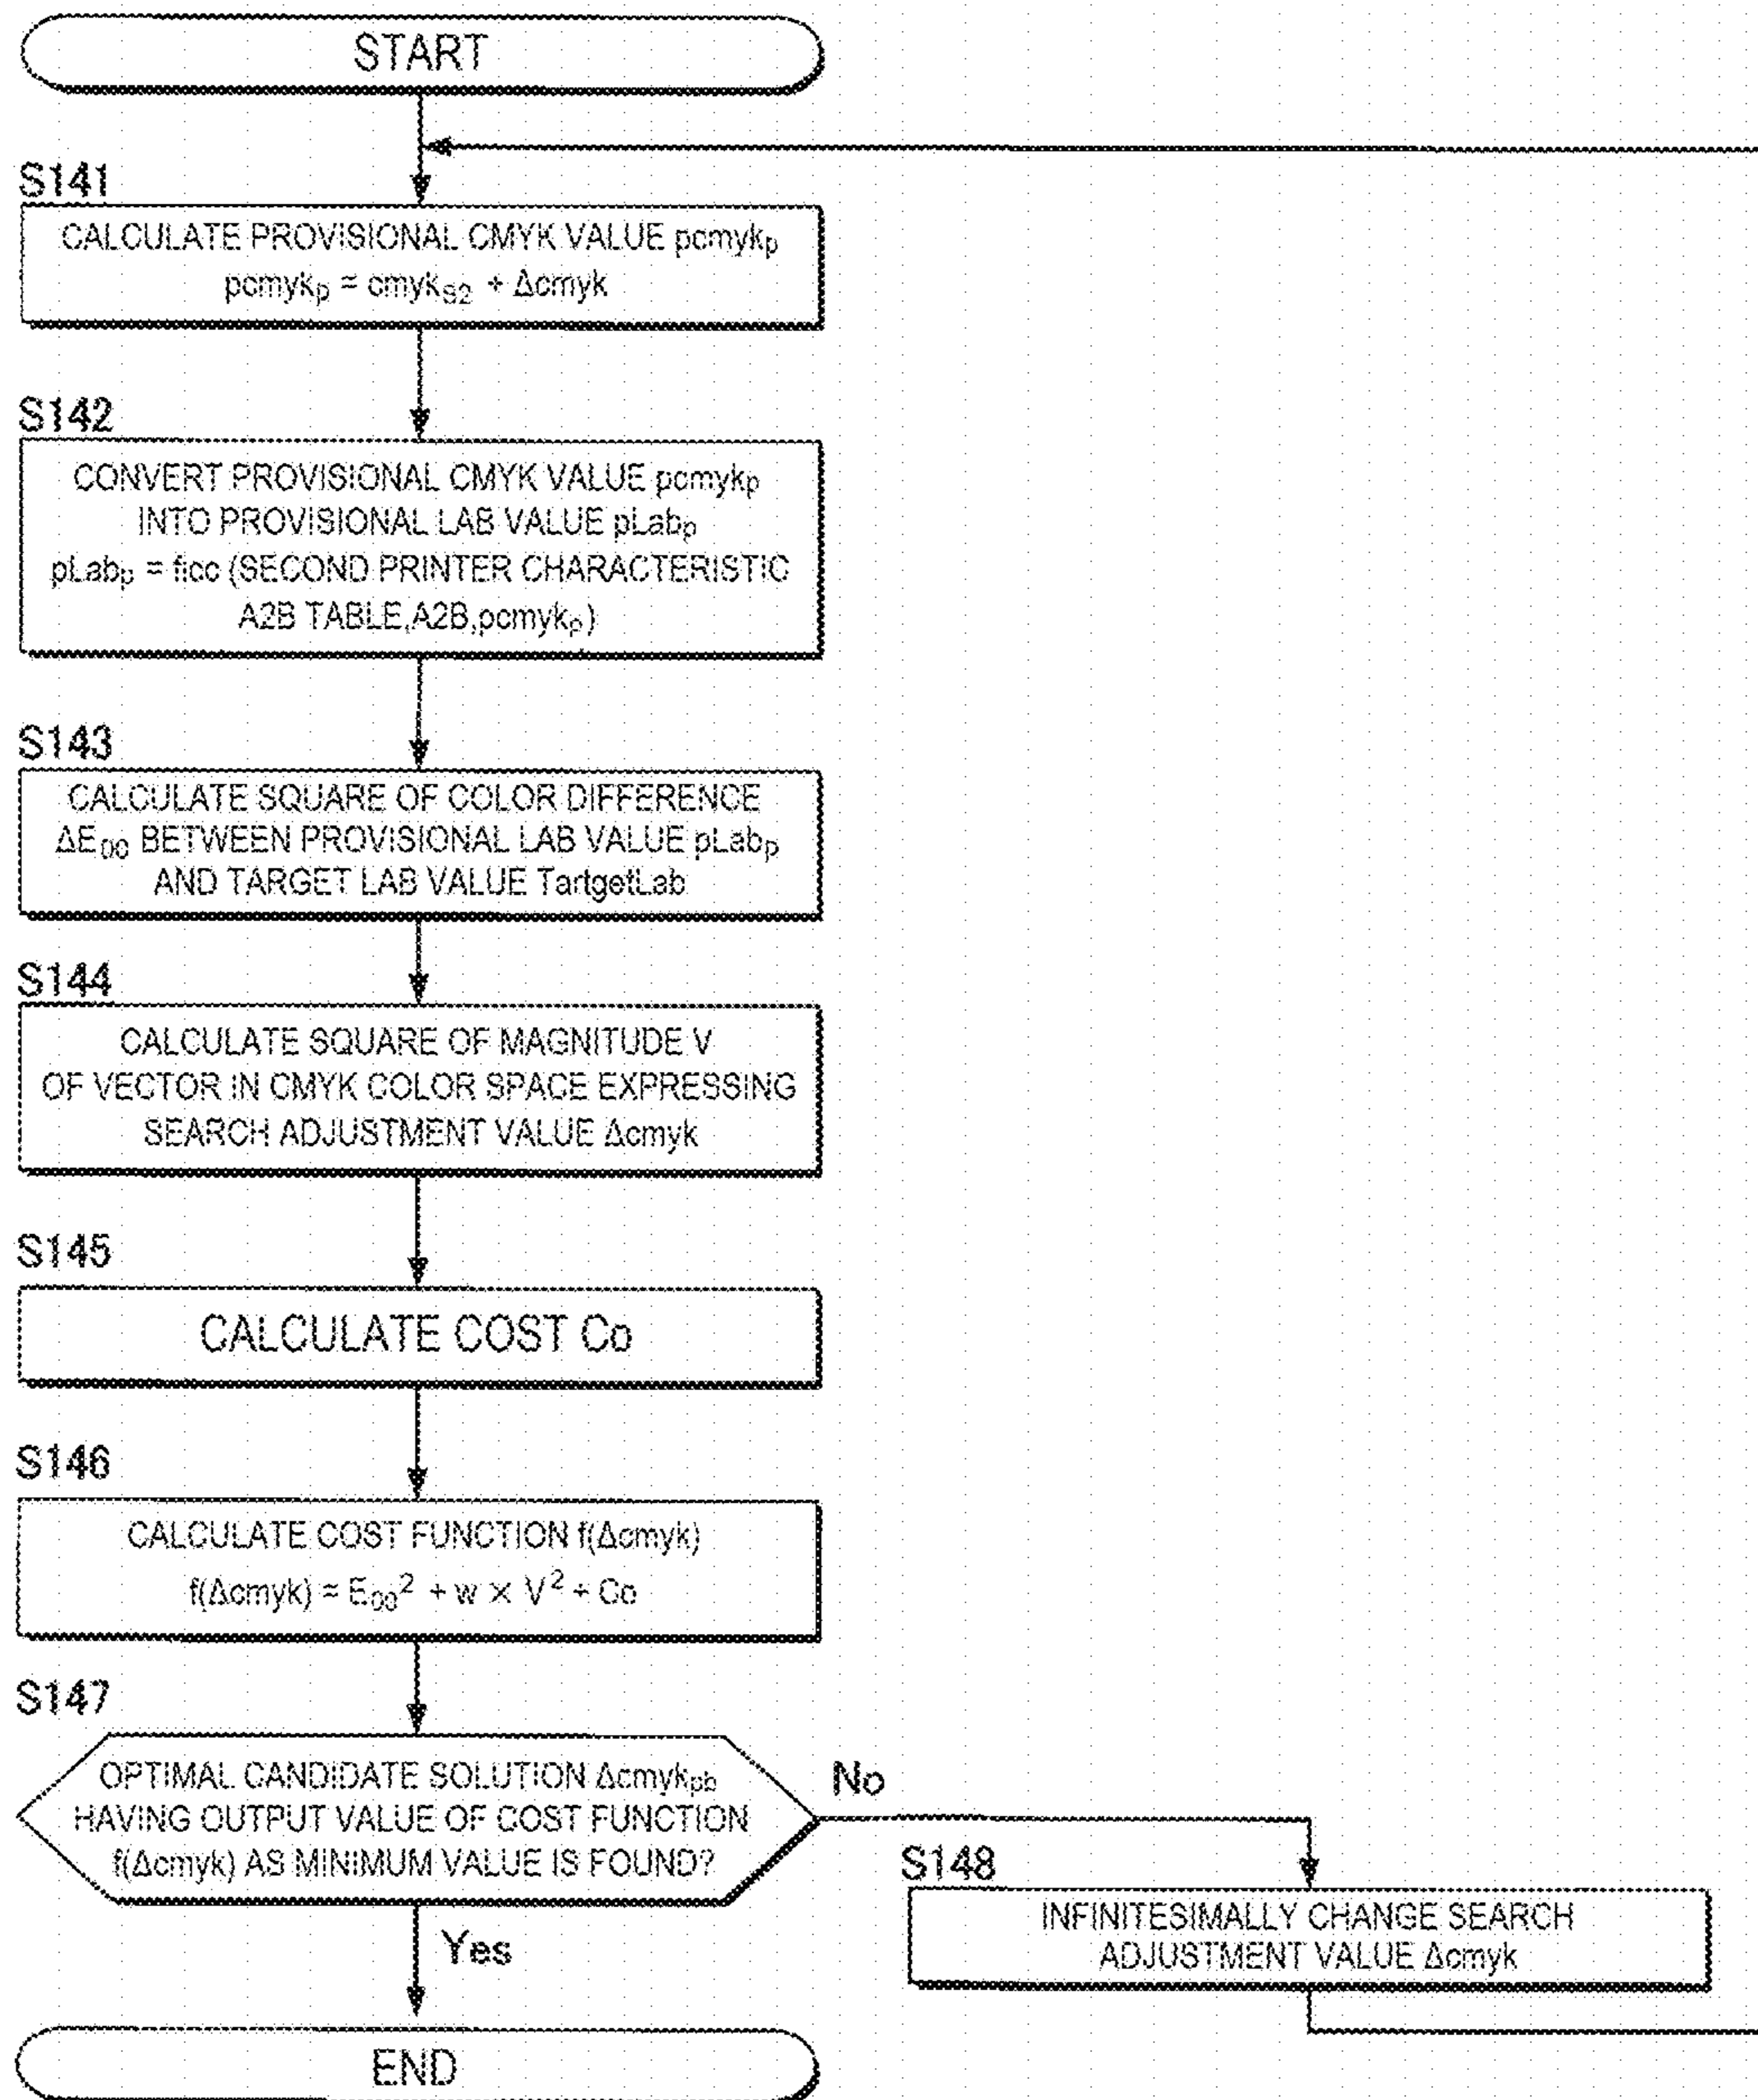 START
S141
CALCULATE PROVISIONAL CMYK VALUE pcmykₚ
pcmykₚ = cmyk_S2 + Δcmyk
S142
CONVERT PROVISIONAL CMYK VALUE pcmykₚ
INTO PROVISIONAL LAB VALUE pLabₚ
pLabₚ = ficc (SECOND PRINTER CHARACTERISTIC
A2B TABLE,A2B,pcmykₚ)
S143
CALCULATE SQUARE OF COLOR DIFFERENCE
ΔE₀₀ BETWEEN PROVISIONAL LAB VALUE pLabₚ
AND TARGET LAB VALUE TartgetLab
S144
CALCULATE SQUARE OF MAGNITUDE V
OF VECTOR IN CMYK COLOR SPACE EXPRESSING
SEARCH ADJUSTMENT VALUE Δcmyk
S145
CALCULATE COST Co
S146
CALCULATE COST FUNCTION f(Δcmyk)
f(Δcmyk) = E₀₀² + w × V² + Co
S147
OPTIMAL CANDIDATE SOLUTION Δcmyk_pb
HAVING OUTPUT VALUE OF COST FUNCTION
f(Δcmyk) AS MINIMUM VALUE IS FOUND?
No
S148
INFINITESIMALLY CHANGE SEARCH
ADJUSTMENT VALUE Δcmyk
Yes
END